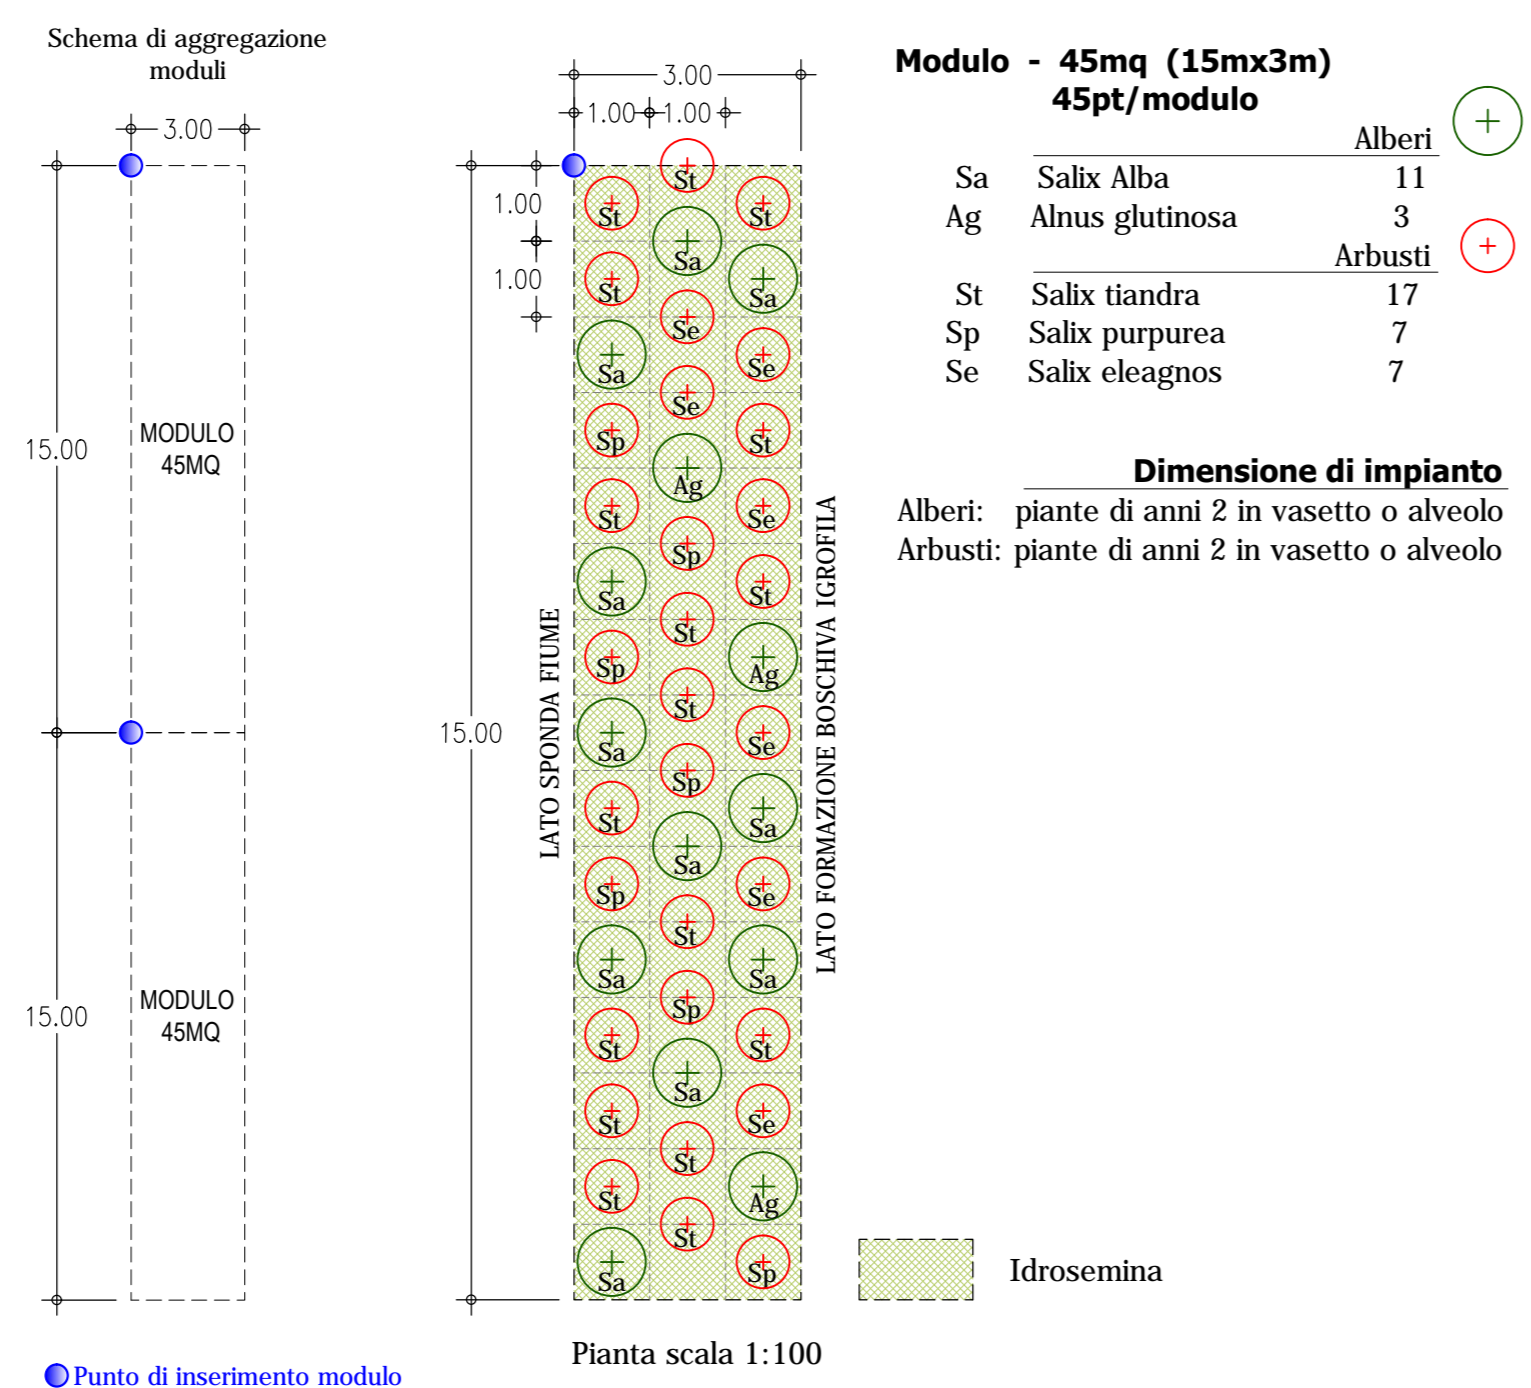 Schema di aggregazione
moduli
3.00
15.00
MODULO
45MQ
15.00
MODULO
45MQ
Punto di inserimento modulo
3.00
1.00 1.00
1.00
1.00
15.00
LATO SPONDA FIUME
St
St St
Sa
St Sa
Se
Sa Se
Se
Sp St
Ag
St Se
Sp
Sa St
St
Sp Ag
St
Sa Se
Sp
St Sa
Sa
Sp Se
St
Sa Sa
Sp
St St
Sa
St Se
St
St Ag
St
Sa Sp
LATO FORMAZIONE BOSCHIVA IGROFILA
Pianta scala 1:100
Modulo - 45mq (15mx3m)
45pt/modulo
Alberi
Sa Salix Alba 11
Ag Alnus glutinosa 3
Arbusti
St Salix tiandra 17
Sp Salix purpurea 7
Se Salix eleagnos 7
Dimensione di impianto
Alberi: piante di anni 2 in vasetto o alveolo
Arbusti: piante di anni 2 in vasetto o alveolo
Idrosemina